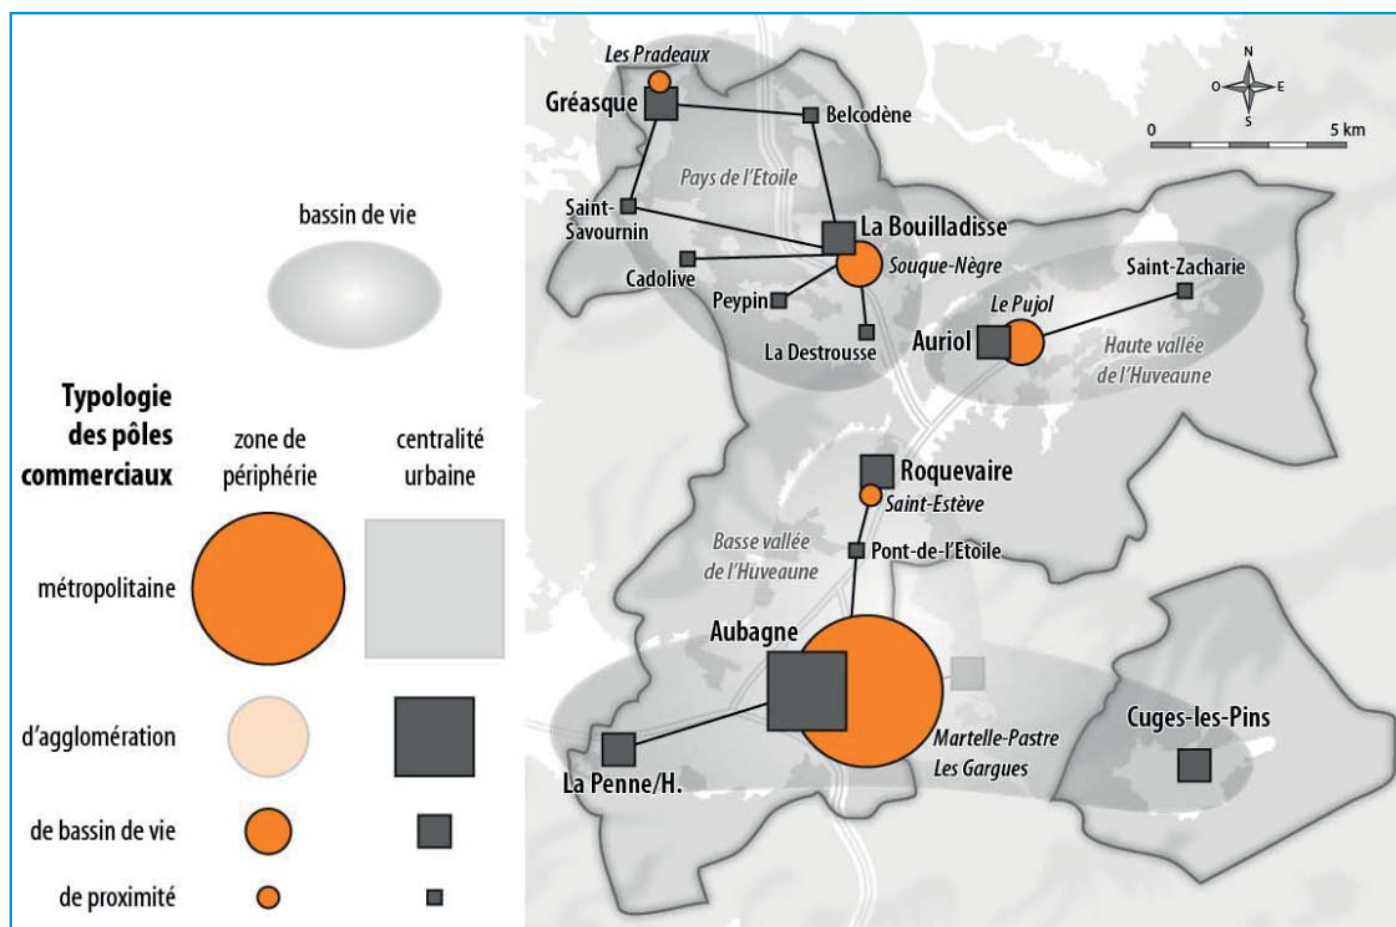 bassin de vie
Typologie
des pôles
commerciaux
zone de
périphérie
centralité
urbaine
métropolitaine
d'agglomération
de bassin de vie
de proximité
Les Pradeaux
Gréasque
Belcodène
Pays de l'Etoile
Saint-
Savournin
La Bouilladisse
Cadolive
Souque-Nègre
Peypin
La Destrousse
Saint-Zacharie
Le Pujol
Auriol
Haute vallée
de l'Huveaune
N
O
E
S
0
5 km
Roquevaire
Saint-Estève
Basse vallée
de l'Huveaune
Pont-de-l'Etoile
Aubagne
Martelle-Pastre
Les Gargues
Cuges-les-Pins
La Penne/H.